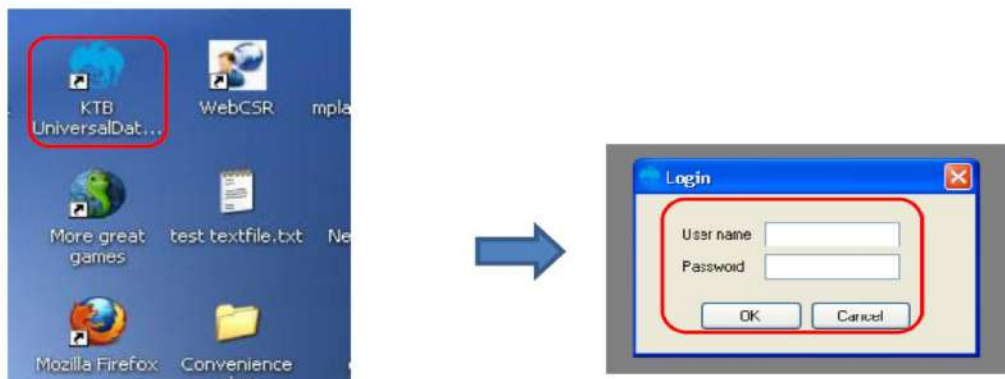 KTB
UniversalDat...
WebCSR
mpla
More great
games
test textfile.txt
Ne
Mozilla Firefox
Convenience
Login
User name
Password
OK
Cancel